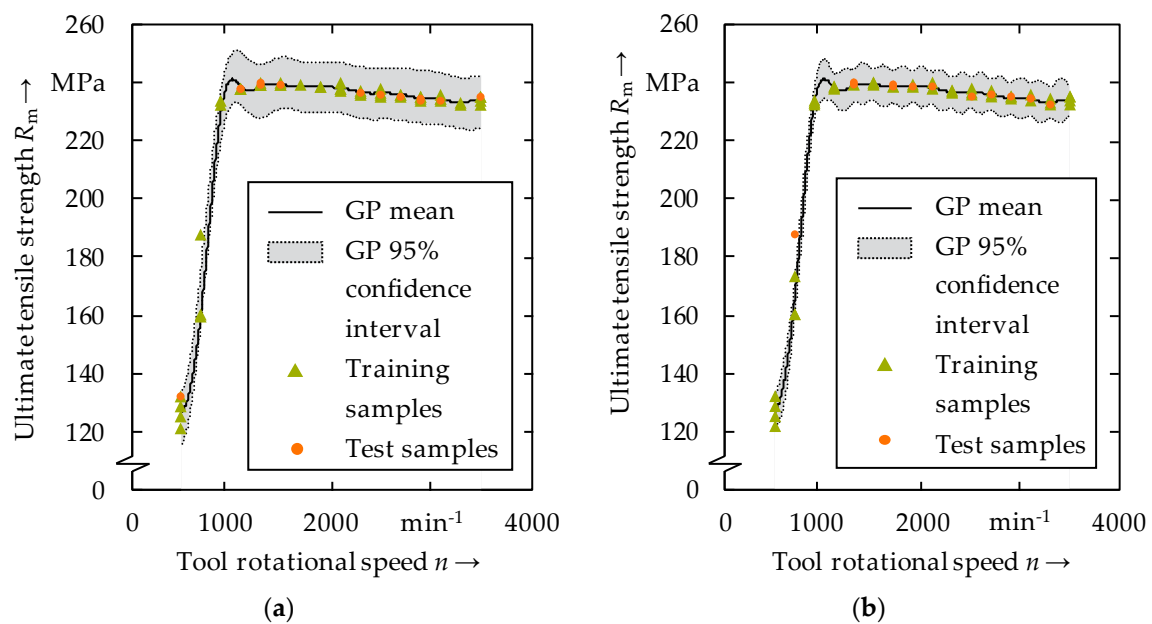 260
MPa
220
200
180
160
140
120
0
Ultimate tensile strength Rm→
GP mean
GP 95%
confidence
interval
Training
samples
Test samples
0 1000 2000 min-1 4000
Tool rotational speed n →
(a)
260
MPa
220
200
180
160
140
120
0
Ultimate tensile strength Rm→
GP mean
GP 95%
confidence
interval
Training
samples
Test samples
0 1000 2000 min-1 4000
Tool rotational speed n →
(b)